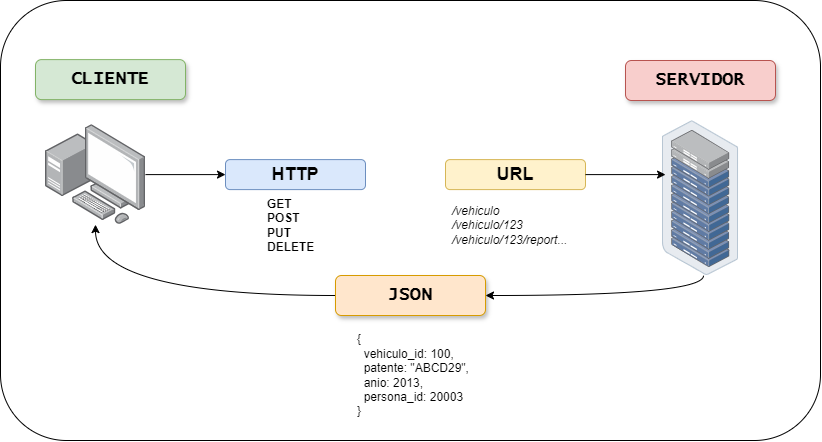 CLIENTE
SERVIDOR
HTTP
GET
POST
PUT
DELETE
URL
/vehiculo
/vehiculo/123
/vehiculo/123/report...
JSON
{
vehiculo_id: 100,
patente: "ABCD29",
anio: 2013,
persona_id: 20003
}